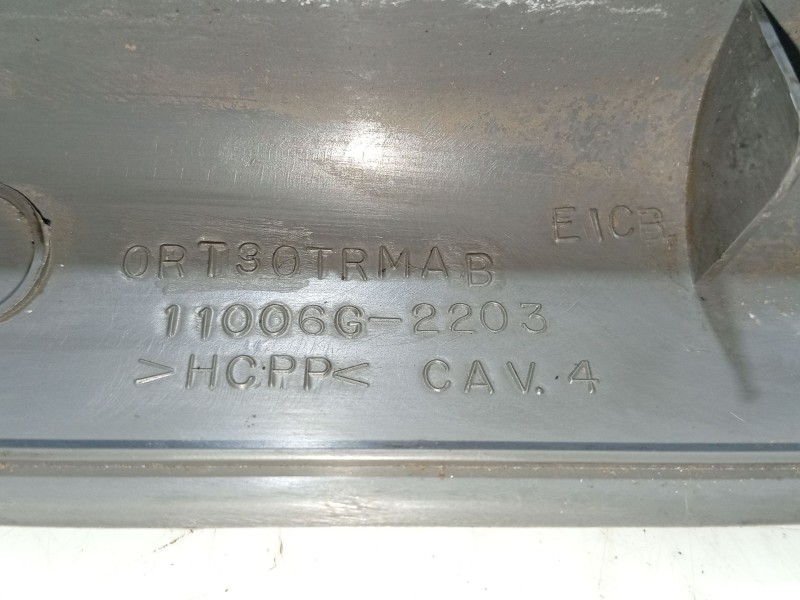 EICB
0RT30TRMAB
11006G-2203
>HCPP< CAV. 4